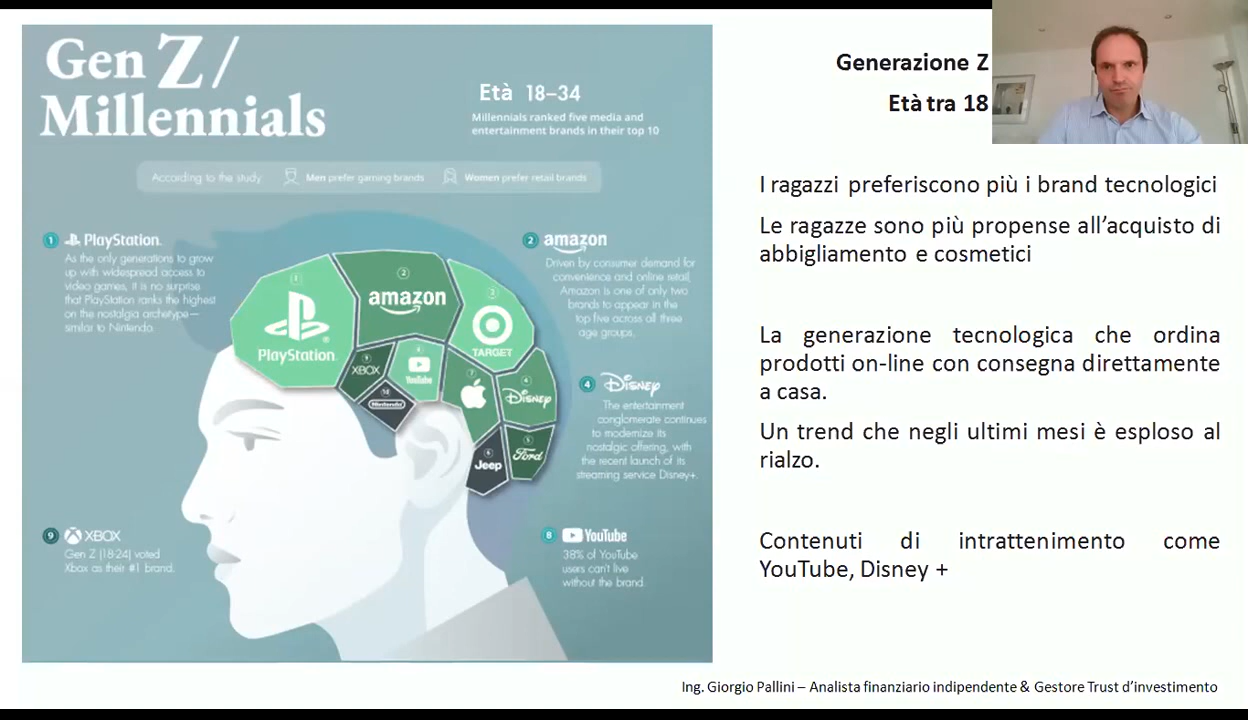 Gen Z /
Millennials
Età 18–34
Millennials ranked five media and
entertainment brands in their top 10
According to the study
Men prefer gaming brands
Women prefer retail brands
1 PlayStation.
As the only generations to grow
up with widespread access to
video games, it is no surprise
that PlayStation ranks the highest
on the nostalgia archetype—
similar to Nintendo.
2 amazon
Driven by consumer demand for
convenience and online retail,
Amazon is one of only two
brands to appear in the
top five across all three
age groups.
1
PlayStation
2
amazon
3
TARGET
9
XBOX
YouTube
10
Nintendo
7
Disney
Jeep
5
Ford
4 Disney
The entertainment
conglomerate continues
to modernize its
nostalgic offering, with
the recent launch of its
streaming service Disney+.
9 XBOX
Gen Z (18-24) voted
Xbox as their #1 brand.
8 YouTube
38% of YouTube
users can't live
without the brand.
Generazione Z
Età tra 18
I ragazzi preferiscono più i brand tecnologici
Le ragazze sono più propense all’acquisto di
abbigliamento e cosmetici
La generazione tecnologica che ordina
prodotti on-line con consegna direttamente
a casa.
Un trend che negli ultimi mesi è esploso al
rialzo.
Contenuti di intrattenimento come
YouTube, Disney +
Ing. Giorgio Pallini – Analista finanziario indipendente & Gestore Trust d’investimento